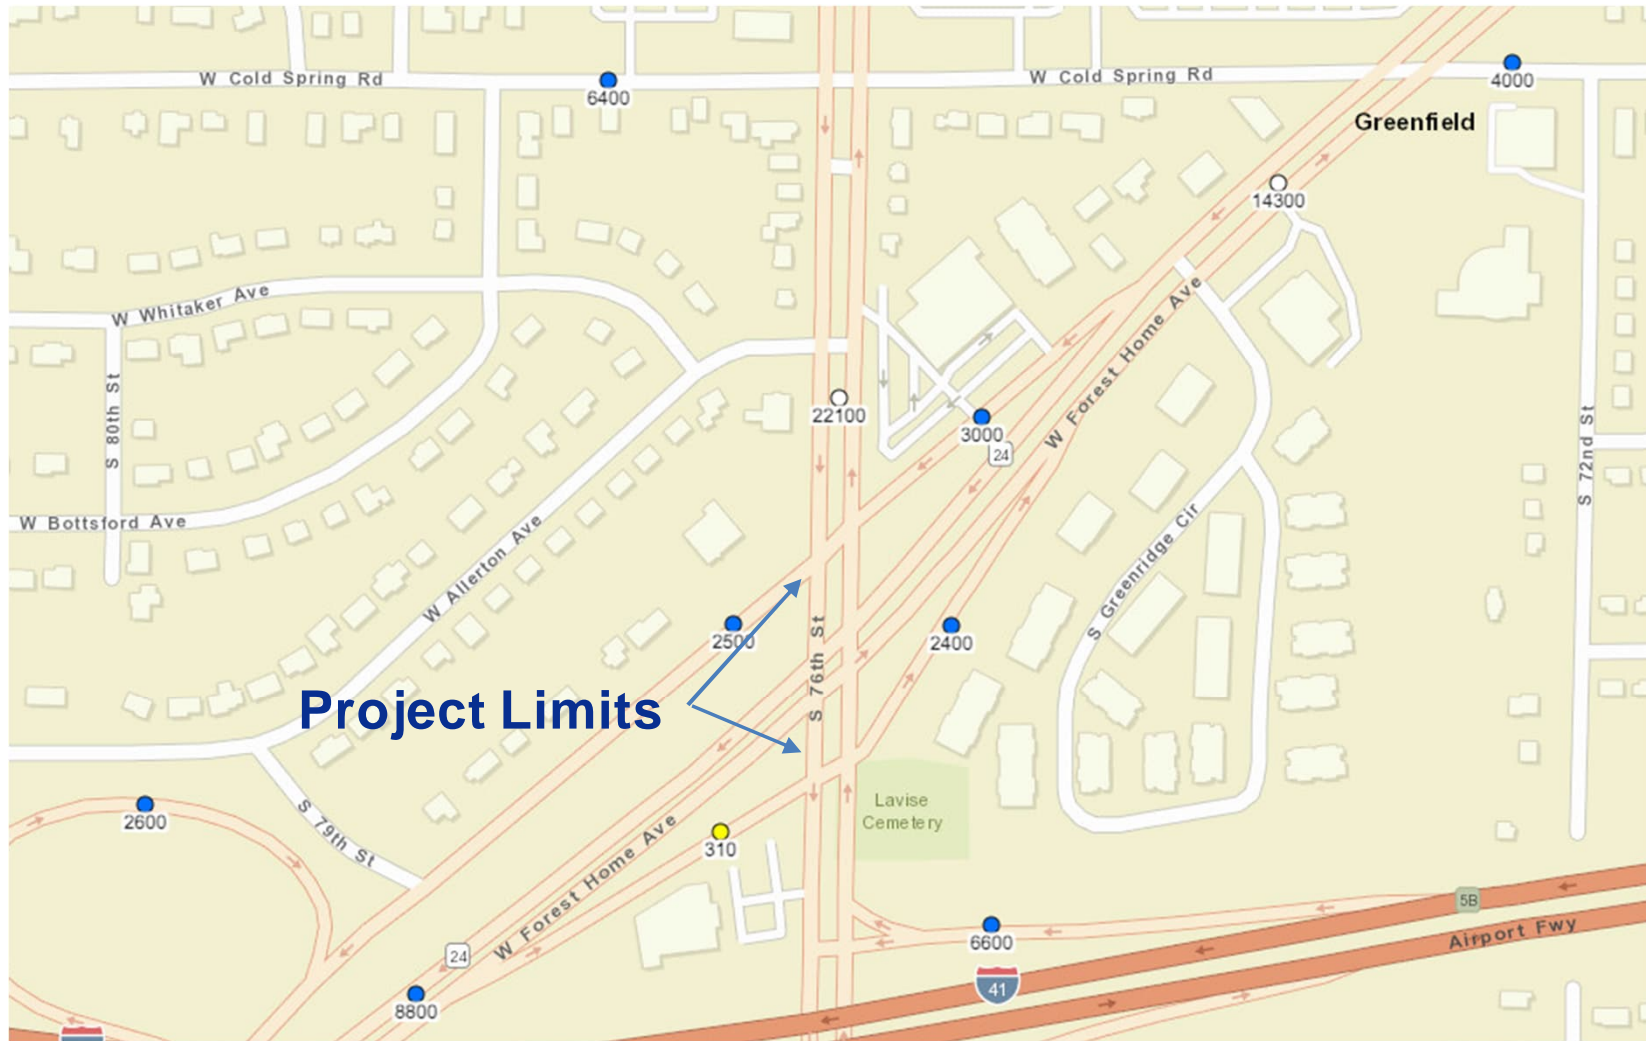 W Cold Spring Rd
W Cold Spring Rd
6400
4000
Greenfield
14300
W Whitaker Ave
W Forest Home Ave
S 80th St
22100
3000
24
S 72nd St
W Bottsford Ave
W Allerton Ave
S Greenridge Cir
2500
2400
S 76th St
Project Limits
2600
S 79th St
Lavise
Cemetery
310
W Forest Home Ave
5B
Airport Fwy
6600
24
41
8800